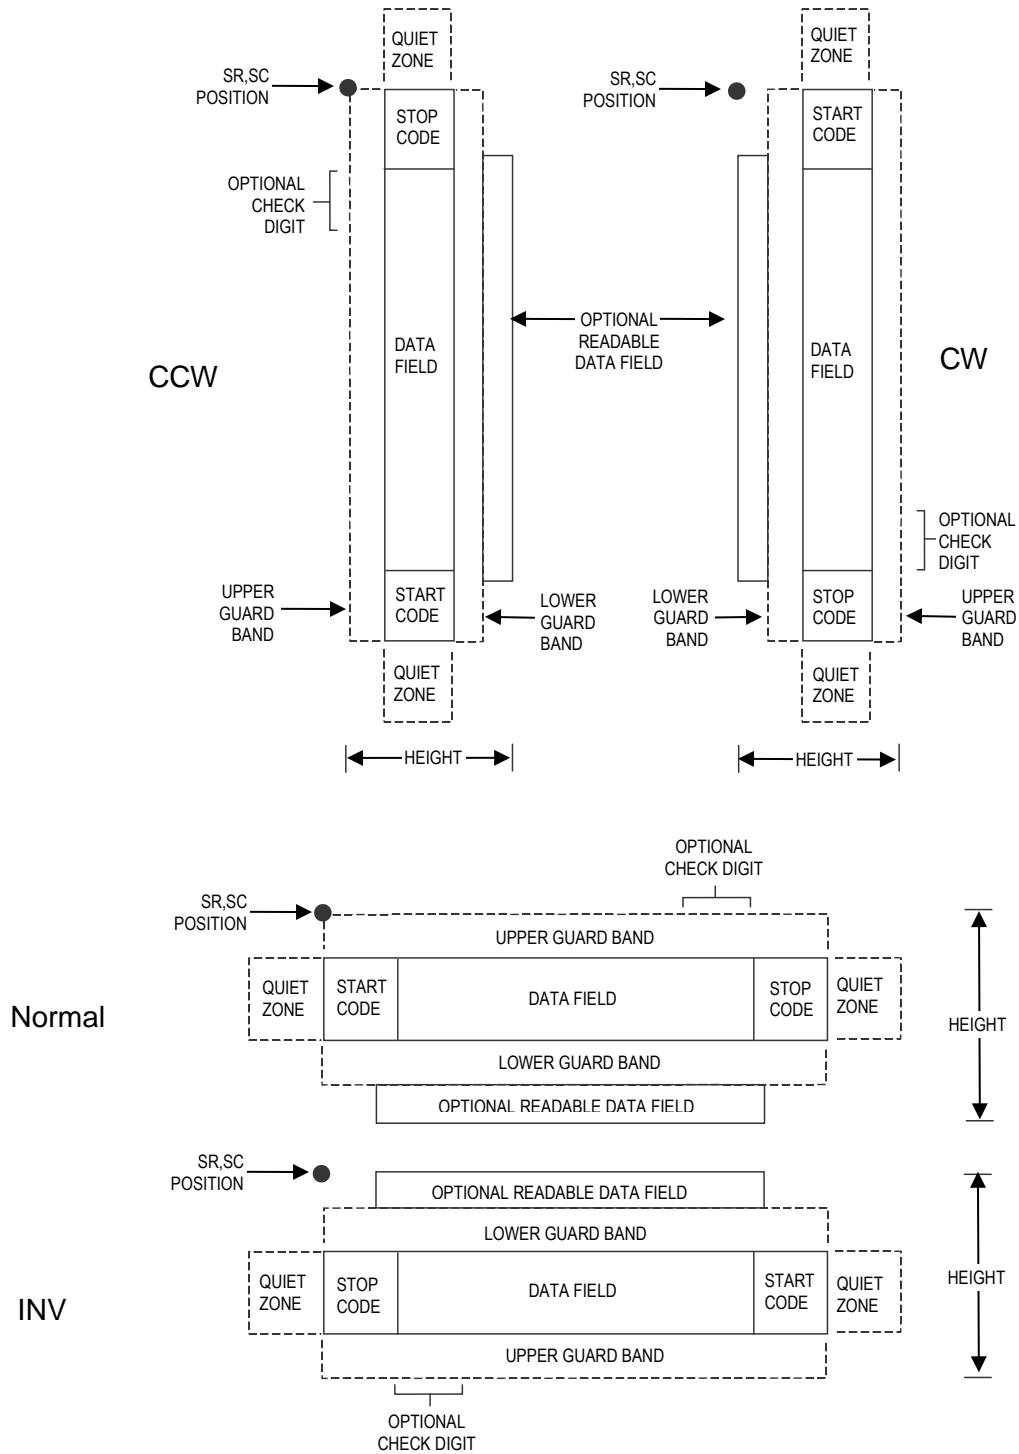 QUIET
ZONE
QUIET
ZONE
SR,SC
POSITION
SR,SC
POSITION
STOP
CODE
START
CODE
OPTIONAL
CHECK
DIGIT
CCW
DATA
FIELD
OPTIONAL
READABLE
DATA FIELD
DATA
FIELD
CW
OPTIONAL
CHECK
DIGIT
UPPER
GUARD
BAND
START
CODE
LOWER
GUARD
BAND
LOWER
GUARD
BAND
STOP
CODE
UPPER
GUARD
BAND
QUIET
ZONE
QUIET
ZONE
HEIGHT
HEIGHT
OPTIONAL
CHECK DIGIT
SR,SC
POSITION
UPPER GUARD BAND
Normal
QUIET
ZONE
START
CODE
DATA FIELD
STOP
CODE
QUIET
ZONE
HEIGHT
LOWER GUARD BAND
OPTIONAL READABLE DATA FIELD
SR,SC
POSITION
OPTIONAL READABLE DATA FIELD
LOWER GUARD BAND
INV
QUIET
ZONE
STOP
CODE
DATA FIELD
START
CODE
QUIET
ZONE
HEIGHT
UPPER GUARD BAND
OPTIONAL
CHECK DIGIT